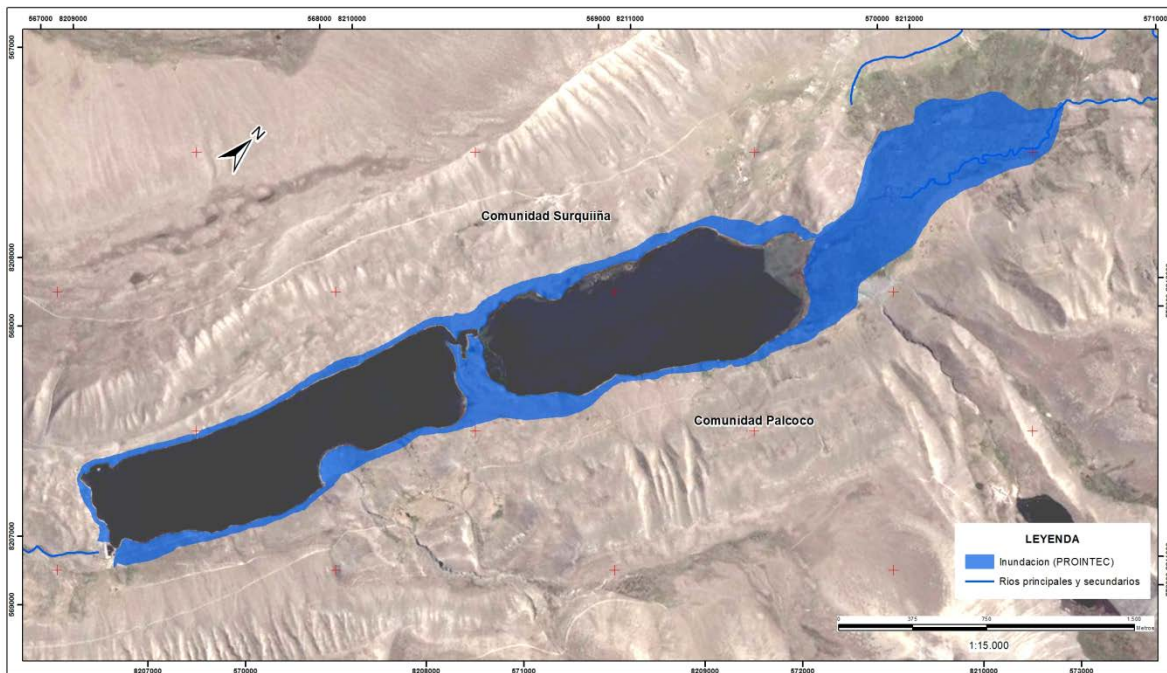 567000 8209000 568000 8210000 569000 8211000 570000 8212000 571000
567000
N
Comunidad Surquiiña
8208000
568000
Comunidad Palcoco
LEYENDA
Inundacion (PROINTEC)
Rios principales y secundarios
8207000
569000
0 375 750 1.500
Metros
1:15.000
8207000 570000 8208000 571000 8209000 572000 8210000 573000